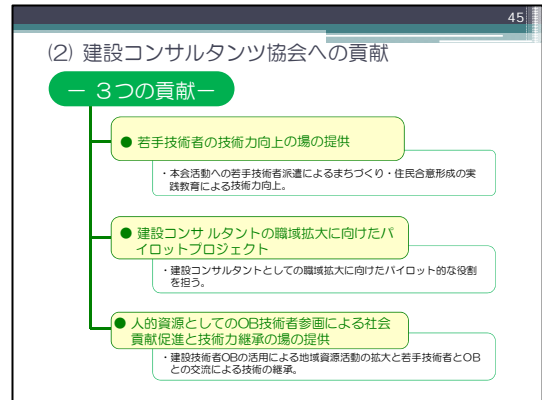 45
(2) 建設コンサルタンツ協会への貢献
－ 3つの貢献－
● 若手技術者の技術力向上の場の提供
・本会活動への若手技術者派遣によるまちづくり・住民合意形成の実
践教育による技術力向上。
● 建設コンサルタントの職域拡大に向けたパ
イロットプロジェクト
・建設コンサルタントとしての職域拡大に向けたパイロット的な役割
を担う。
● 人的資源としてのOB技術者参画による社会
貢献促進と技術力継承の場の提供
・建設技術者OBの活用による地域資源活動の拡大と若手技術者とOB
との交流による技術の継承。